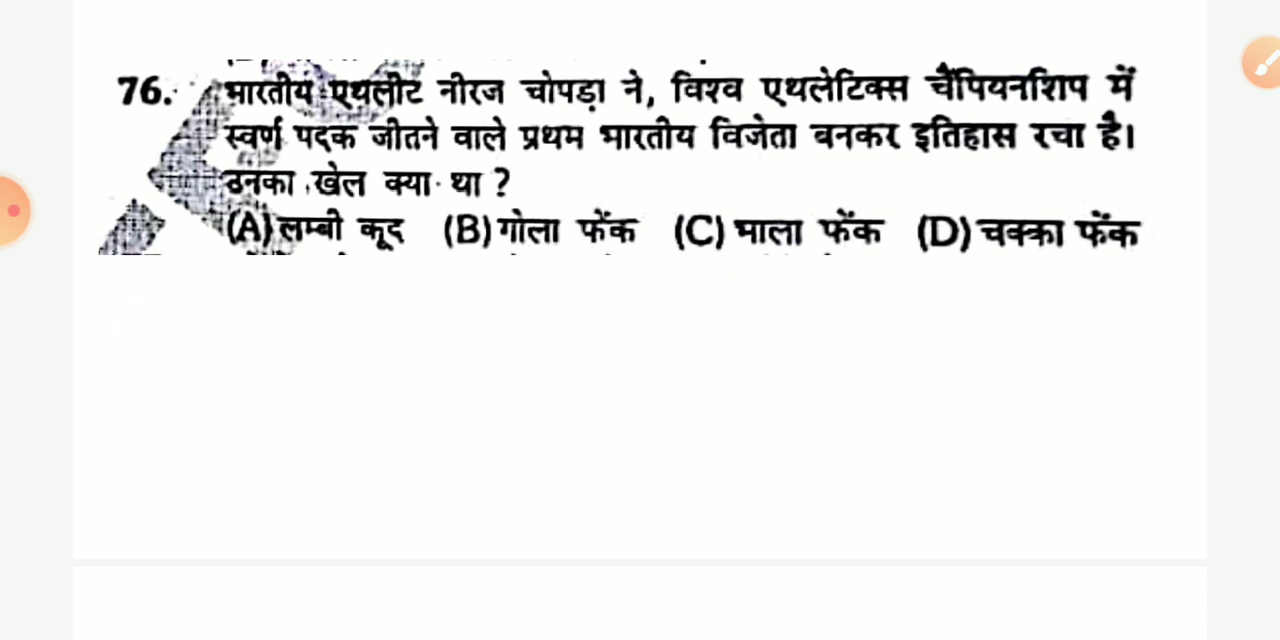 76. भारतीय एथलीट नीरज चोपड़ा ने, विश्व एथलेटिक्स चैंपियनशिप में
स्वर्ण पदक जीतने वाले प्रथम भारतीय विजेता बनकर इतिहास रचा है।
उनका खेल क्या था ?
(A) लम्बी कूद (B) गोला फेंक (C) भाला फेंक (D) चक्का फेंक